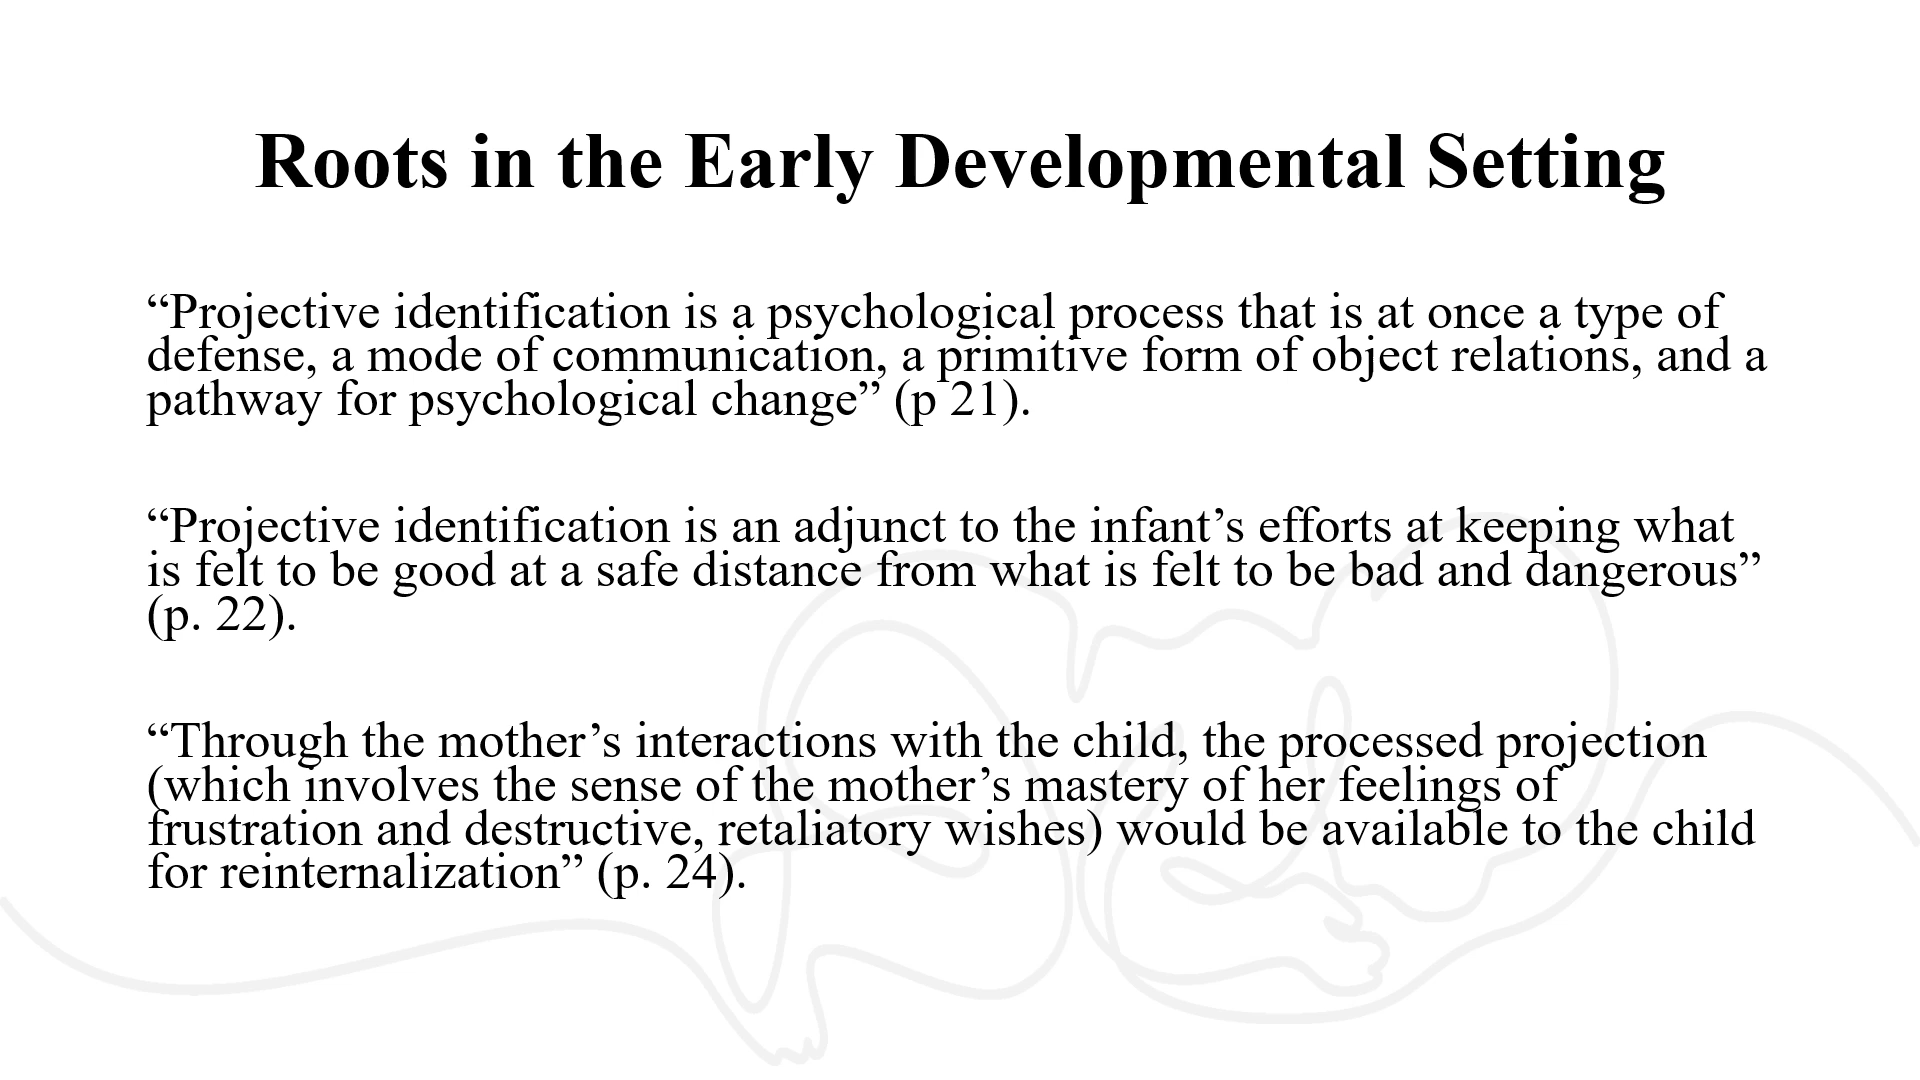 Roots in the Early Developmental Setting
“Projective identification is a psychological process that is at once a type of
defense, a mode of communication, a primitive form of object relations, and a
pathway for psychological change” (p 21).
“Projective identification is an adjunct to the infant’s efforts at keeping what
is felt to be good at a safe distance from what is felt to be bad and dangerous”
(p. 22).
“Through the mother’s interactions with the child, the processed projection
(which involves the sense of the mother’s mastery of her feelings of
frustration and destructive, retaliatory wishes) would be available to the child
for reinternalization” (p. 24).